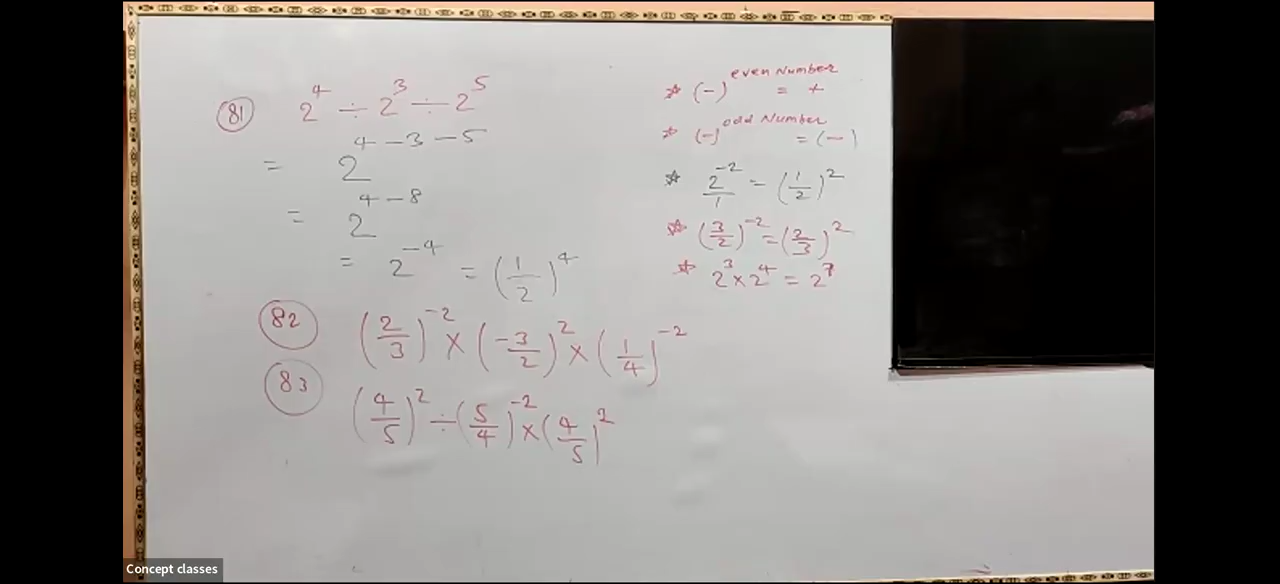 81 2^4 ÷ 2^3 ÷ 2^5
= 2^{4-3-5}
= 2^{4-8}
= 2^{-4} = (1/2)^4
82 (2/3)^{-2} × (-3/2)^2 × (1/4)^{-2}
83 (4/5)^2 ÷ (5/4)^{-2} × (4/5)^2
☆ (-)^{even Number} = +
☆ (-)^{odd Number} = (-)
☆ 2^{-2}/1 = (1/2)^2
☆ (3/2)^{-2} = (2/3)^2
☆ 2^3 × 2^4 = 2^7
Concept classes